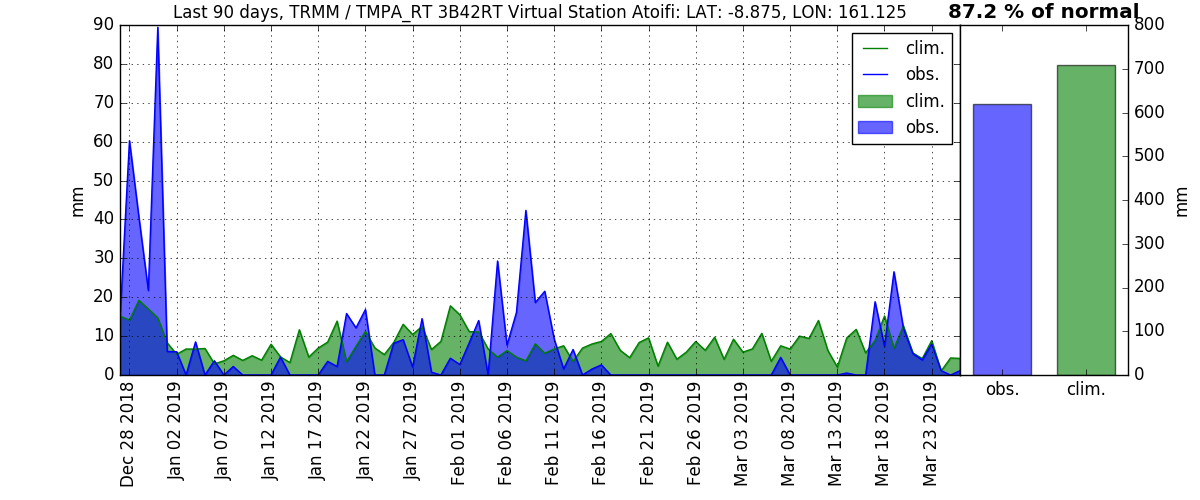 Last 90 days, TRMM / TMPA_RT 3B42RT Virtual Station Atoifi: LAT: -8.875, LON: 161.125
87.2 % of normal
90
80
70
60
50
40
30
20
10
0
mm
clim.
obs.
clim.
obs.
Dec 28 2018
Jan 02 2019
Jan 07 2019
Jan 12 2019
Jan 17 2019
Jan 22 2019
Jan 27 2019
Feb 01 2019
Feb 06 2019
Feb 11 2019
Feb 16 2019
Feb 21 2019
Feb 26 2019
Mar 03 2019
Mar 08 2019
Mar 13 2019
Mar 18 2019
Mar 23 2019
800
700
600
500
400
300
200
100
0
mm
obs.
clim.